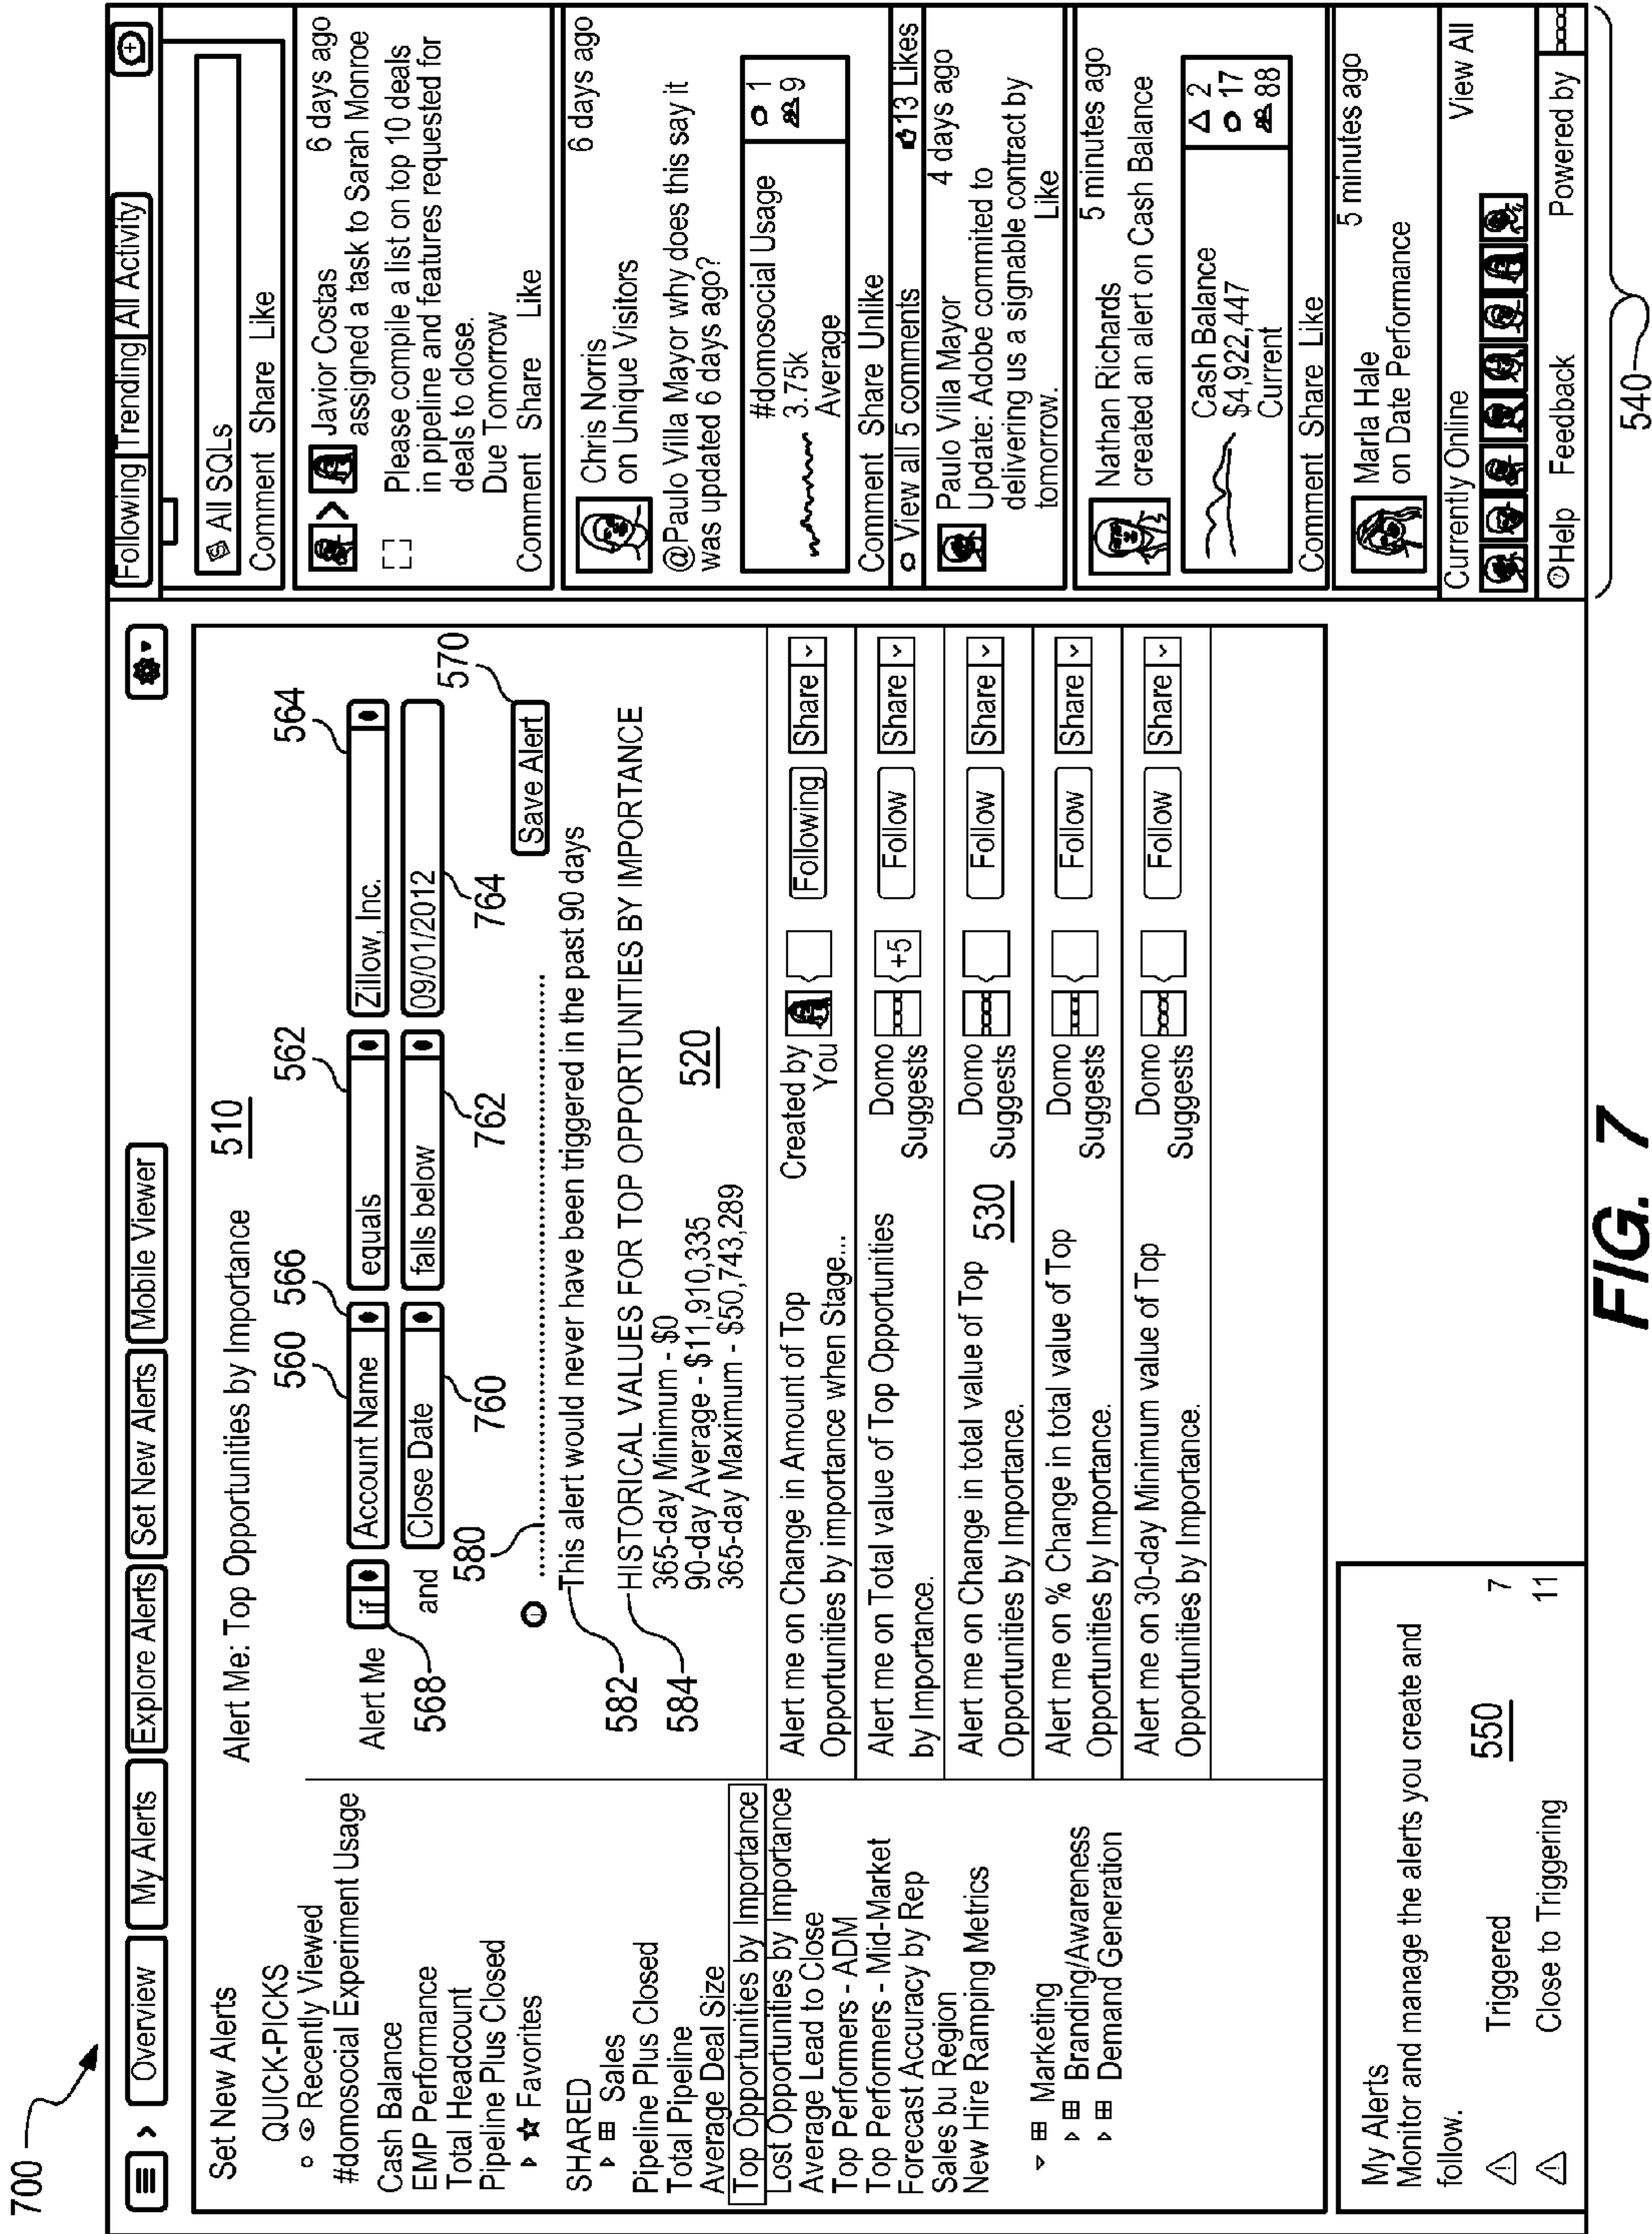 700
Overview
My Alerts
Explore Alerts
Set New Alerts
Mobile Viewer
Set New Alerts
QUICK-PICKS
Recently Viewed
#domosocial Experiment Usage
Cash Balance
EMP Performance
Total Headcount
Pipeline Plus Closed
Favorites
SHARED
Sales
Pipeline Plus Closed
Total Pipeline
Average Deal Size
Top Opportunities by Importance
Lost Opportunities by Importance
Average Lead to Close
Top Performers - ADM
Top Performers - Mid-Market
Forecast Accuracy by Rep
Sales bu Region
New Hire Ramping Metrics
Marketing
Branding/Awareness
Demand Generation
Alert Me: Top Opportunities by Importance 510
560 566 562 564
Alert Me if Account Name equals Zillow, Inc.
and Close Date falls below 09/01/2012
568 760 762 764 570
580
Save Alert
582 This alert would never have been triggered in the past 90 days
584 HISTORICAL VALUES FOR TOP OPPORTUNITIES BY IMPORTANCE
365-day Minimum - $0
90-day Average - $11,910,335
365-day Maximum - $50,743,289
520
Alert me on Change in Amount of Top
Opportunities by importance when Stage...
Created by
You
Following Share
Alert me on Total value of Top Opportunities
by Importance.
Domo
Suggests
+5
Follow Share
Alert me on Change in total value of Top
Opportunities by Importance.
530
Domo
Suggests
Follow Share
Alert me on % Change in total value of Top
Opportunities by Importance.
Domo
Suggests
Follow Share
Alert me on 30-day Minimum value of Top
Opportunities by Importance.
Domo
Suggests
Follow Share
My Alerts
Monitor and manage the alerts you create and
follow.
550
Triggered 7
Close to Triggering 11
Following Trending All Activity
All SQLs
Comment Share Like
Javior Costas 6 days ago
assigned a task to Sarah Monroe
Please compile a list on top 10 deals
in pipeline and features requested for
deals to close.
Due Tomorrow
Comment Share Like
Chris Norris 6 days ago
on Unique Visitors
@Paulo Villa Mayor why does this say it
was updated 6 days ago?
#domosocial Usage
3.75k
Average
1
9
Comment Share Unlike
View all 5 comments 13 Likes
Paulo Villa Mayor 4 days ago
Update: Adobe commited to
delivering us a signable contract by
tomorrow. Like
Nathan Richards 5 minutes ago
created an alert on Cash Balance
Cash Balance
$4,922,447
Current
2
17
88
Comment Share Like
Marla Hale 5 minutes ago
on Date Performance
Currently Online View All
Help Feedback Powered by
540
FIG. 7